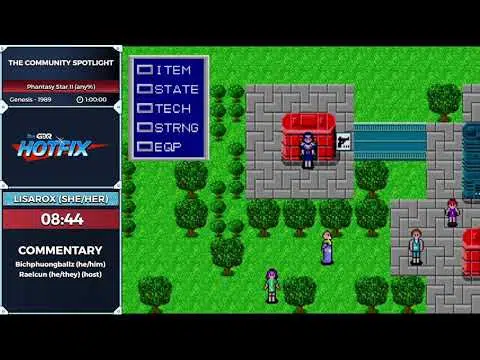 THE COMMUNITY SPOTLIGHT
Phantasy Star II (any%)
Genesis - 1989
1:00:00
the GDQ
HOTFIX
LISAROX (SHE/HER)
08:44
COMMENTARY
Bichphuongballz (he/him)
Raelcun (he/they) (host)
ITEM
STATE
TECH
STRNG
EQP